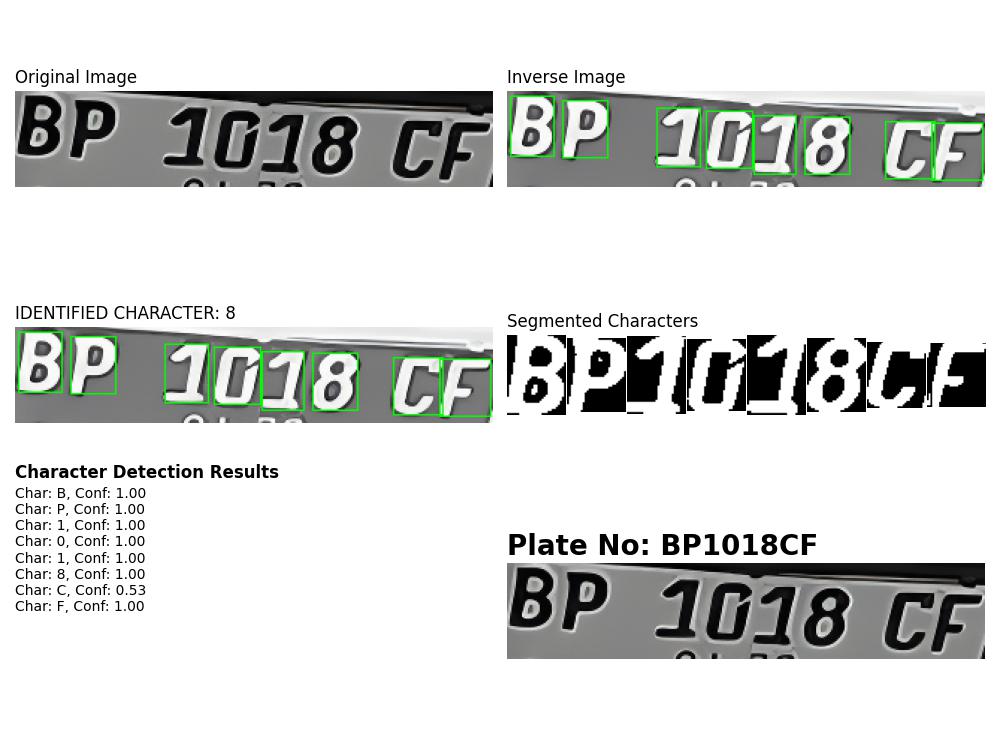 Original Image
BP 1018 CF
Inverse Image
BP 1018 CF
IDENTIFIED CHARACTER: 8
BP 1018 CF
Segmented Characters
BP1018CF
Character Detection Results
Char: B, Conf: 1.00
Char: P, Conf: 1.00
Char: 1, Conf: 1.00
Char: 0, Conf: 1.00
Char: 1, Conf: 1.00
Char: 8, Conf: 1.00
Char: C, Conf: 0.53
Char: F, Conf: 1.00
Plate No: BP1018CF
BP 1018 CF